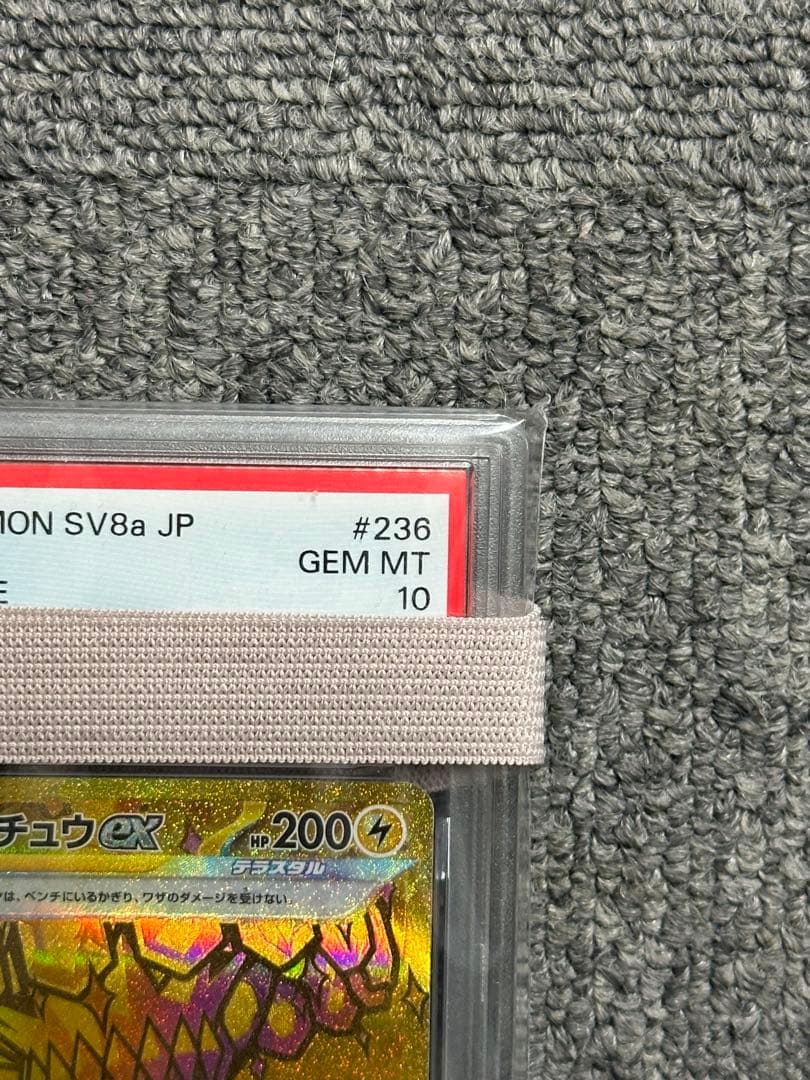 MON SV8a JP #236
GEM MT
E 10
チュウex HP 200
テラスタル
は、ベンチにいるかぎり、ワザのダメージを受けない。